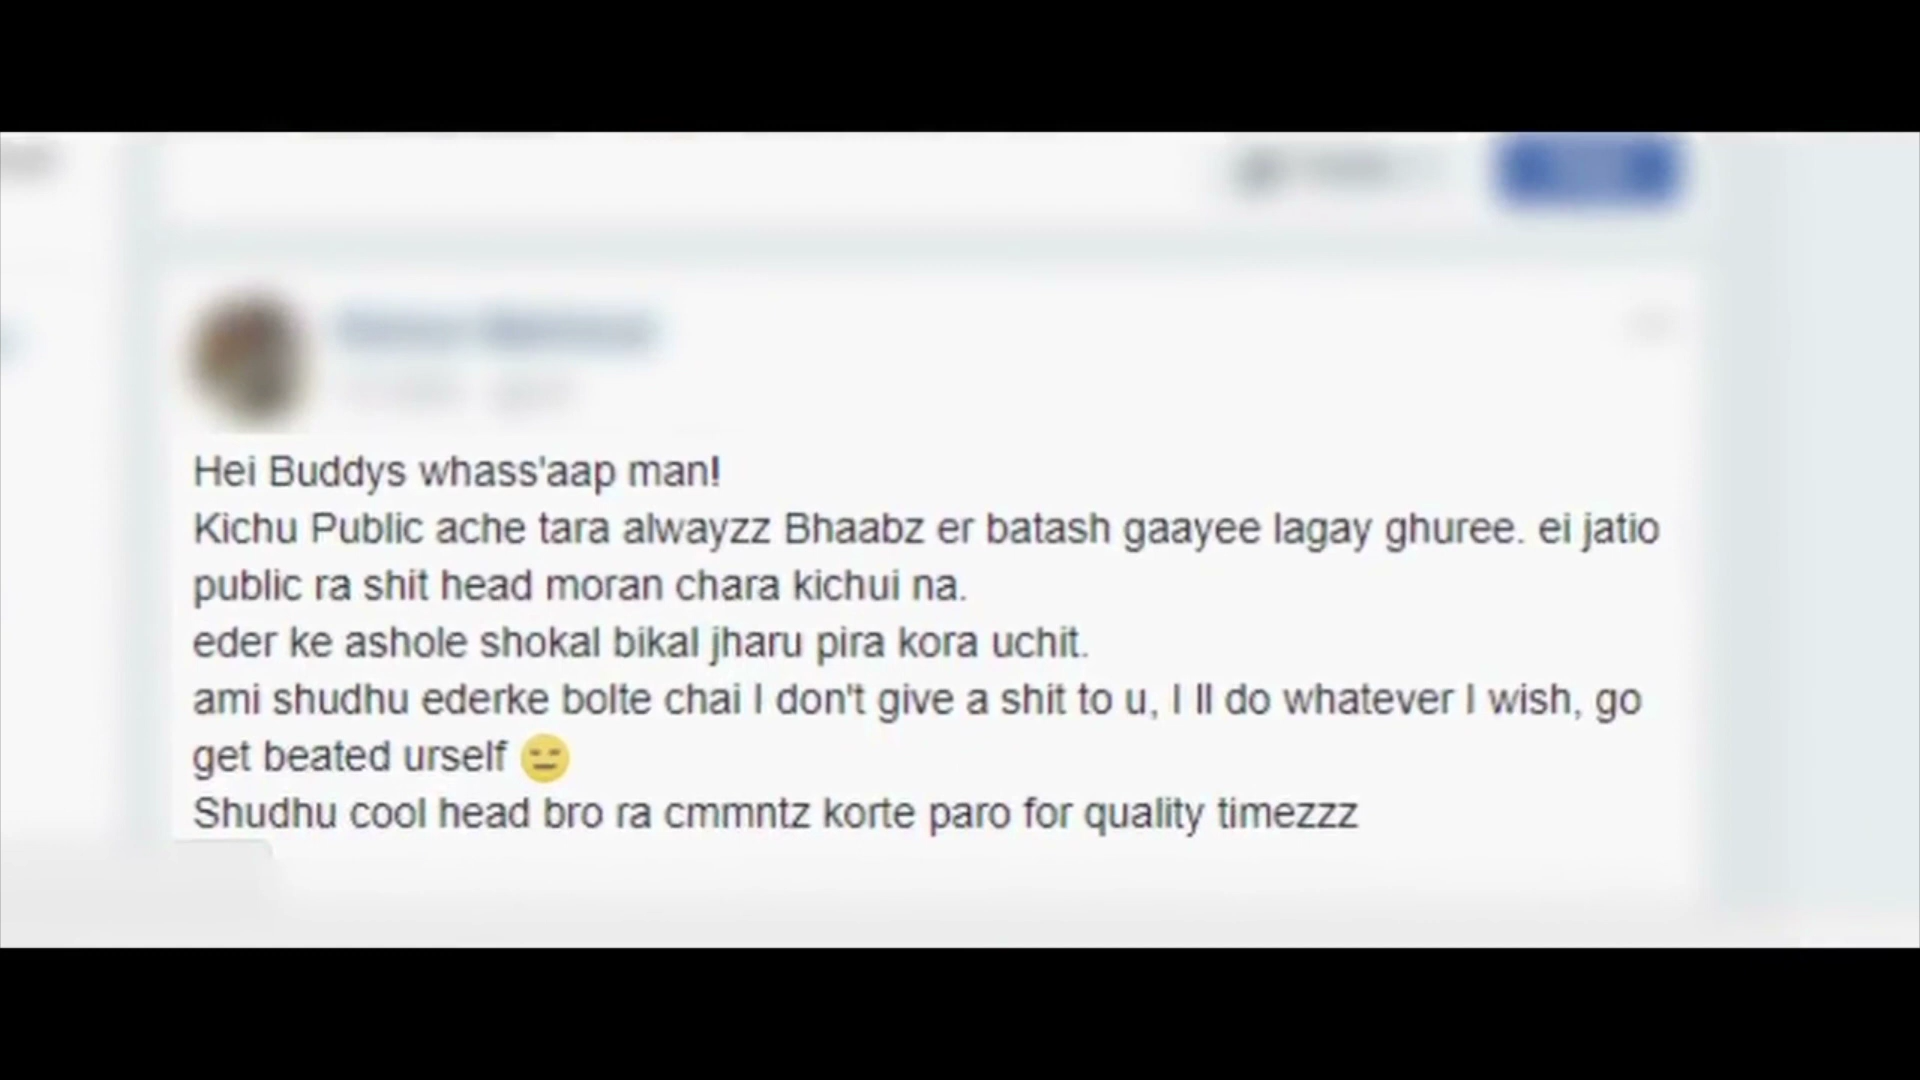 Hei Buddys whass'aap man!
Kichu Public ache tara alwayzz Bhaabz er batash gaayee lagay ghuree. ei jatio
public ra shit head moran chara kichui na.
eder ke ashole shokal bikal jharu pira kora uchit.
ami shudhu ederke bolte chai I don't give a shit to u, I ll do whatever I wish, go
get beated urself 😑
Shudhu cool head bro ra cmmntz korte paro for quality timezzz